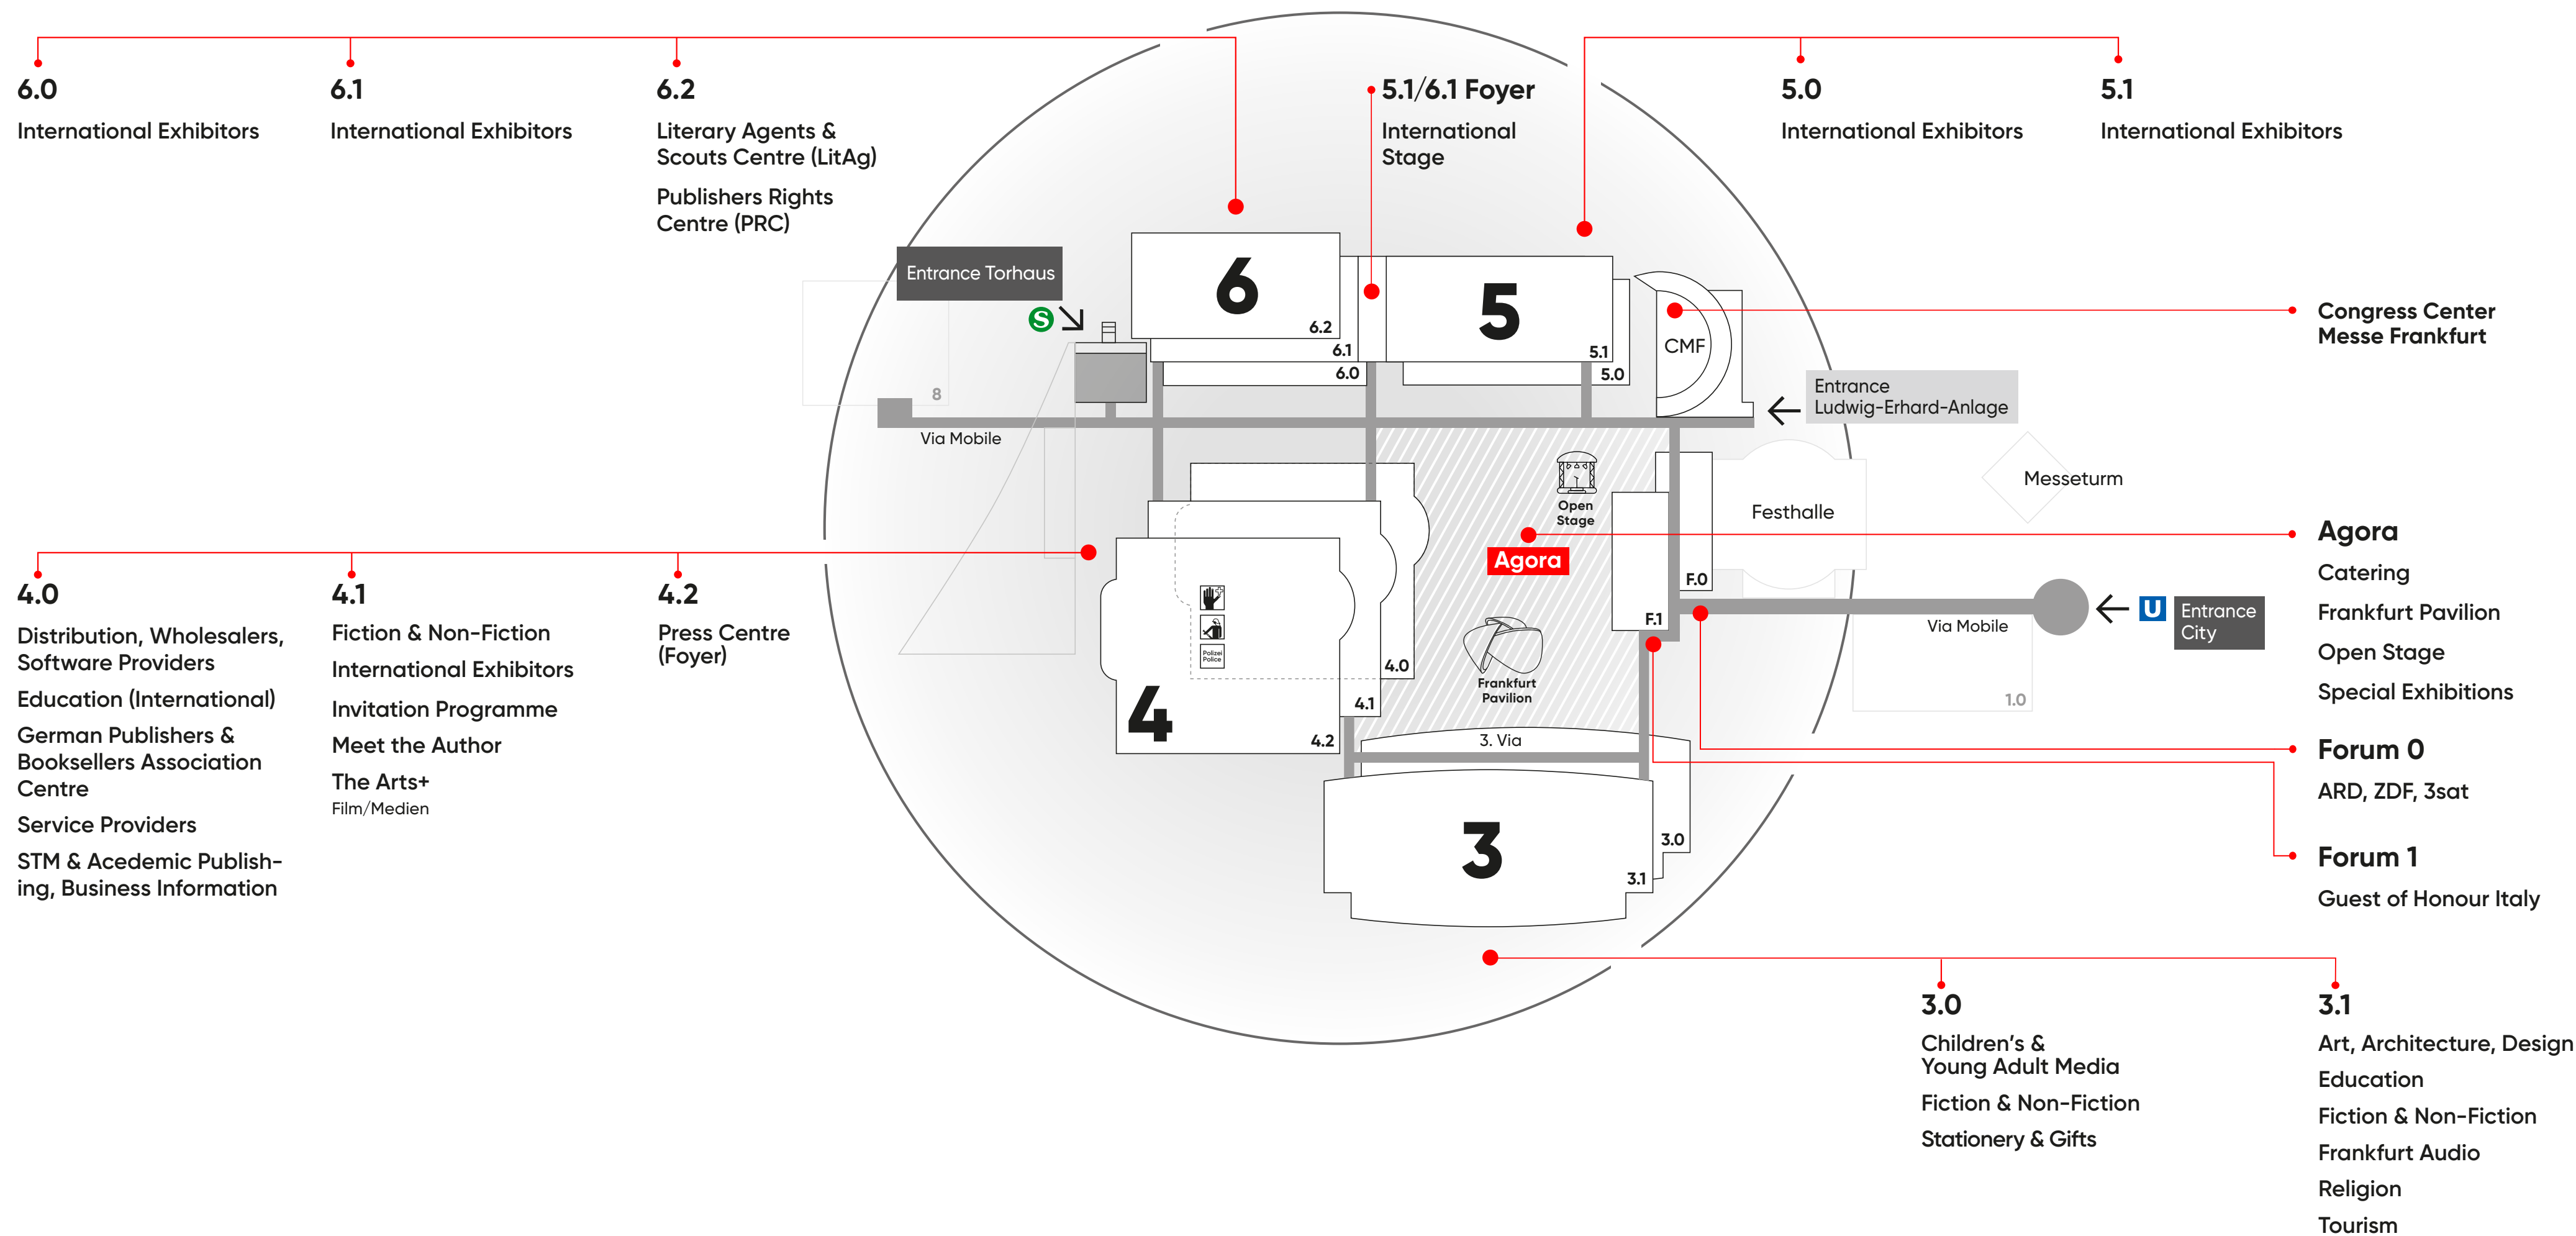 6.0
International Exhibitors
6.1
International Exhibitors
6.2
Literary Agents &
Scouts Centre (LitAg)
Publishers Rights
Centre (PRC)
5.1/6.1 Foyer
International
Stage
5.0
International Exhibitors
5.1
International Exhibitors
Entrance Torhaus
S
6
6.2
6.1
6.0
5
5.1
5.0
CMF
Congress Center
Messe Frankfurt
Entrance
Ludwig-Erhard-Anlage
8
Via Mobile
Messeturm
Festhalle
Open
Stage
Agora
F.0
F.1
Frankfurt
Pavilion
Via Mobile
U
Entrance
City
1.0
Polizei
Police
4
4.0
4.1
4.2
3. Via
3
3.0
3.1
4.0
Distribution, Wholesalers,
Software Providers
Education (International)
German Publishers &
Booksellers Association
Centre
Service Providers
STM & Acedemic Publish-
ing, Business Information
4.1
Fiction & Non-Fiction
International Exhibitors
Invitation Programme
Meet the Author
The Arts+
Film/Medien
4.2
Press Centre
(Foyer)
Agora
Catering
Frankfurt Pavilion
Open Stage
Special Exhibitions
Forum 0
ARD, ZDF, 3sat
Forum 1
Guest of Honour Italy
3.0
Children's &
Young Adult Media
Fiction & Non-Fiction
Stationery & Gifts
3.1
Art, Architecture, Design
Education
Fiction & Non-Fiction
Frankfurt Audio
Religion
Tourism